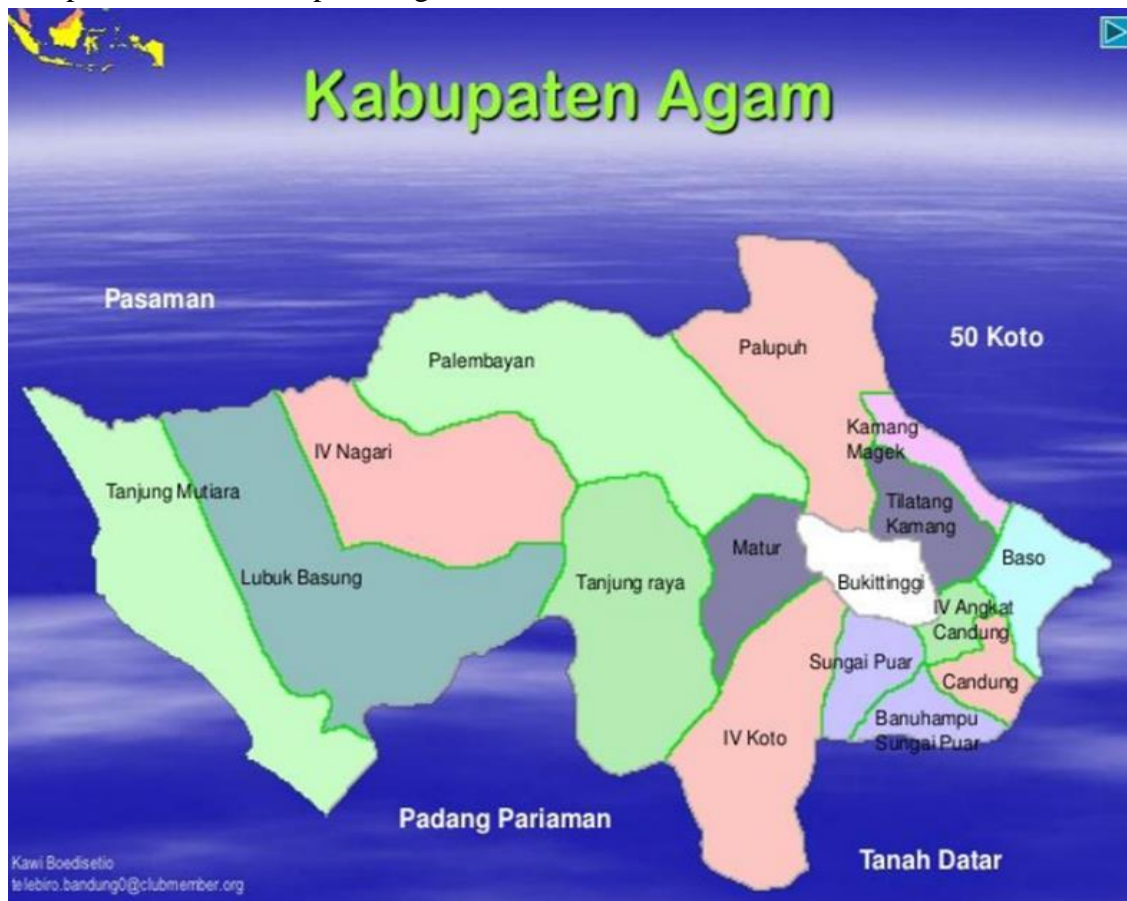 Kabupaten Agam
Pasaman
50 Koto
Palupuh
Palembayan
Kamang
Magek
IV Nagari
Tanjung Mutiara
Tilatang
Kamang
Matur
Baso
Lubuk Basung
Tanjung raya
Bukittinggi
IV Angkat
Candung
Sungai Puar
Candung
Banuhampu
Sungai Puar
IV Koto
Padang Pariaman
Tanah Datar
Kawi Boedisetio
telebiro.bandung0@clubmember.org